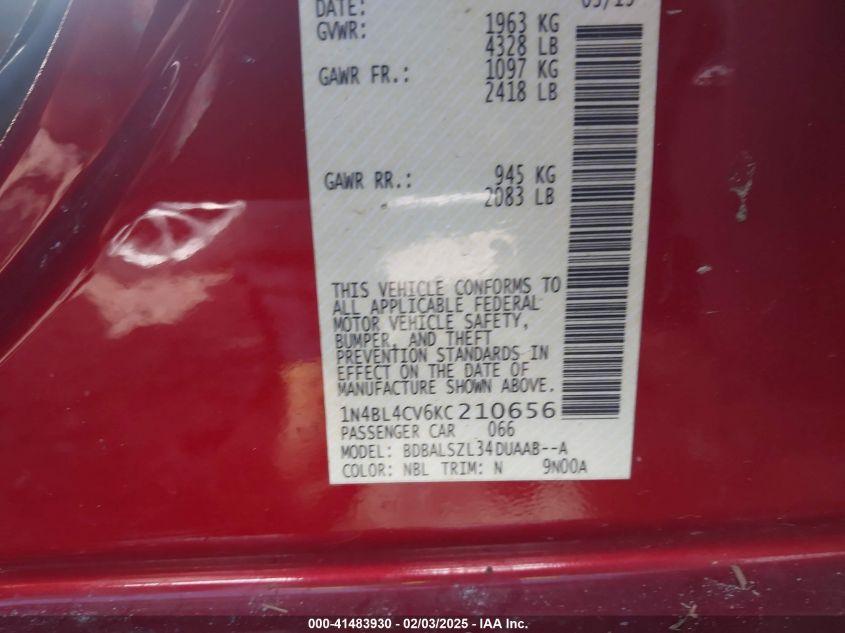 DATE: 03/19
GVWR: 1963 KG
4328 LB
GAWR FR.: 1097 KG
2418 LB
GAWR RR.: 945 KG
2083 LB
THIS VEHICLE CONFORMS TO
ALL APPLICABLE FEDERAL
MOTOR VEHICLE SAFETY,
BUMPER, AND THEFT
PREVENTION STANDARDS IN
EFFECT ON THE DATE OF
MANUFACTURE SHOWN ABOVE.
1N4BL4CV6KC210656
PASSENGER CAR 066
MODEL: BDBALSZL34DUAAB--A
COLOR: NBL TRIM: N 9N00A
000-41483930 - 02/03/2025 - IAA Inc.